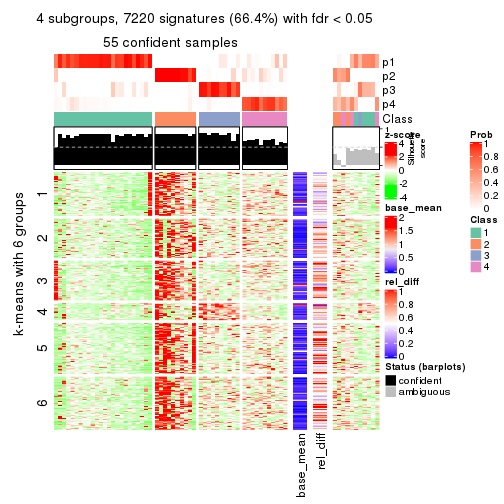 4 subgroups, 7220 signatures (66.4%) with fdr < 0.05
55 confident samples
p1
p2
p3
p4
Class
Silhouette
score
1
2
3
4
5
6
k-means with 6 groups
base_mean
rel_diff
z-score
4
2
0
-2
-4
base_mean
2
1.5
1
0.5
0
rel_diff
1
0.8
0.6
0.4
0.2
0
Status (barplots)
confident
ambiguous
Prob
1
0.8
0.6
0.4
0.2
0
Class
1
2
3
4